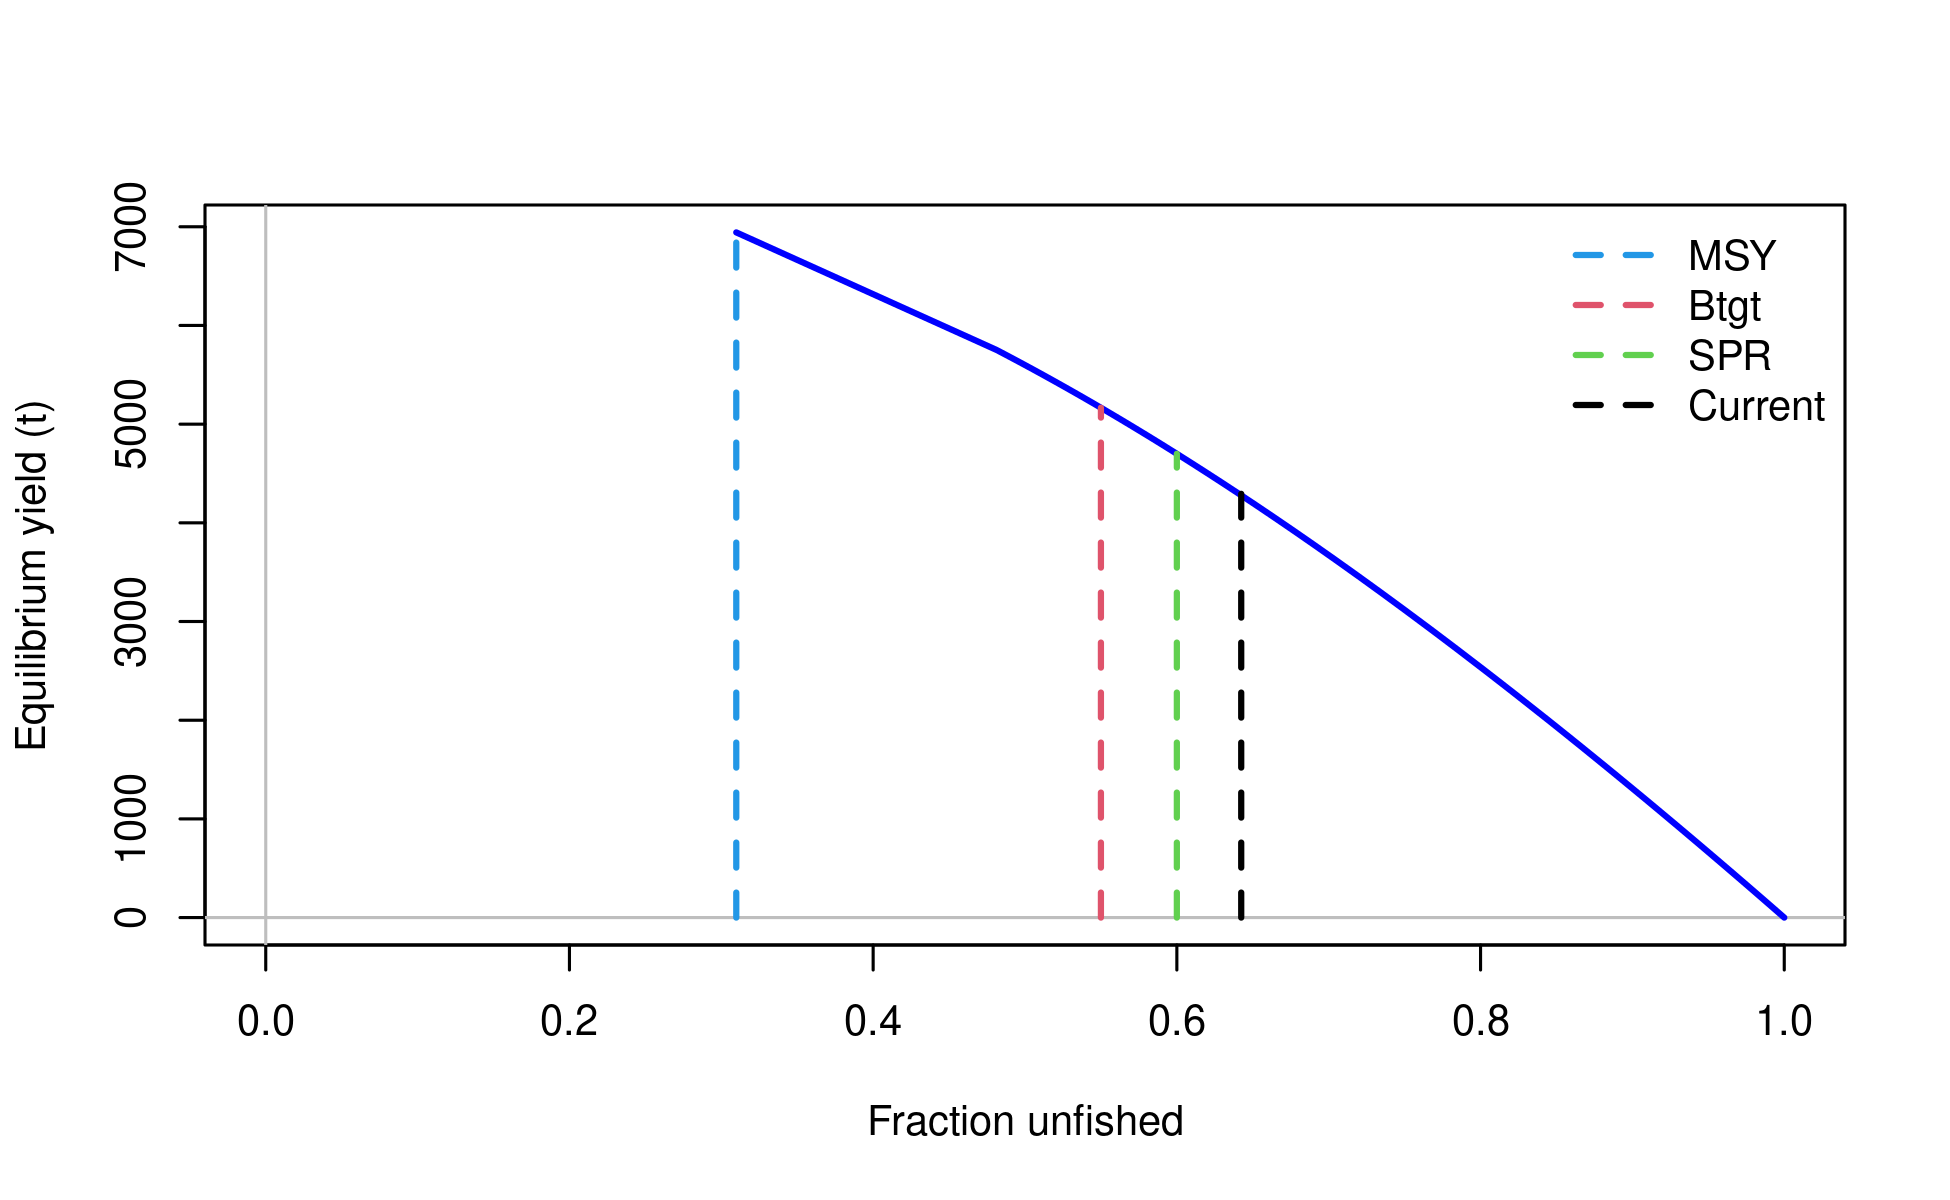 7000
5000
3000
1000
0
Equilibrium yield (t)
MSY
Btgt
SPR
Current
0.0 0.2 0.4 0.6 0.8 1.0
Fraction unfished